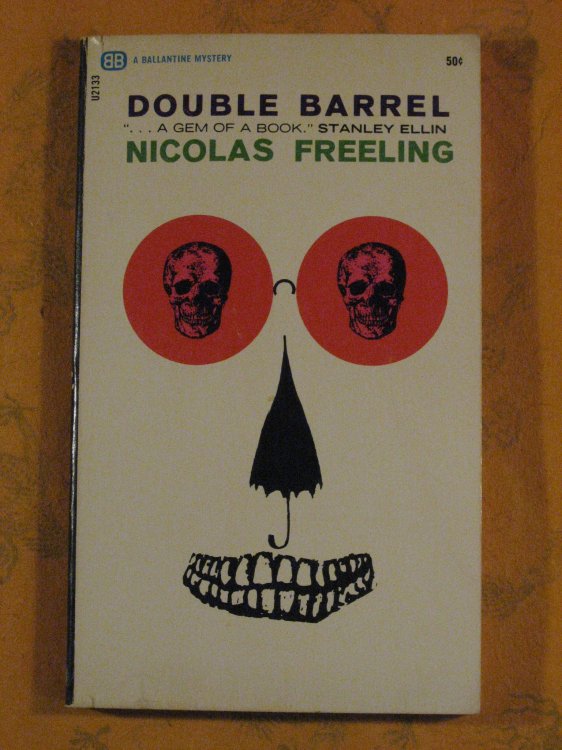 BB A BALLANTINE MYSTERY 50¢
U2133
DOUBLE BARREL
"... A GEM OF A BOOK." STANLEY ELLIN
NICOLAS FREELING